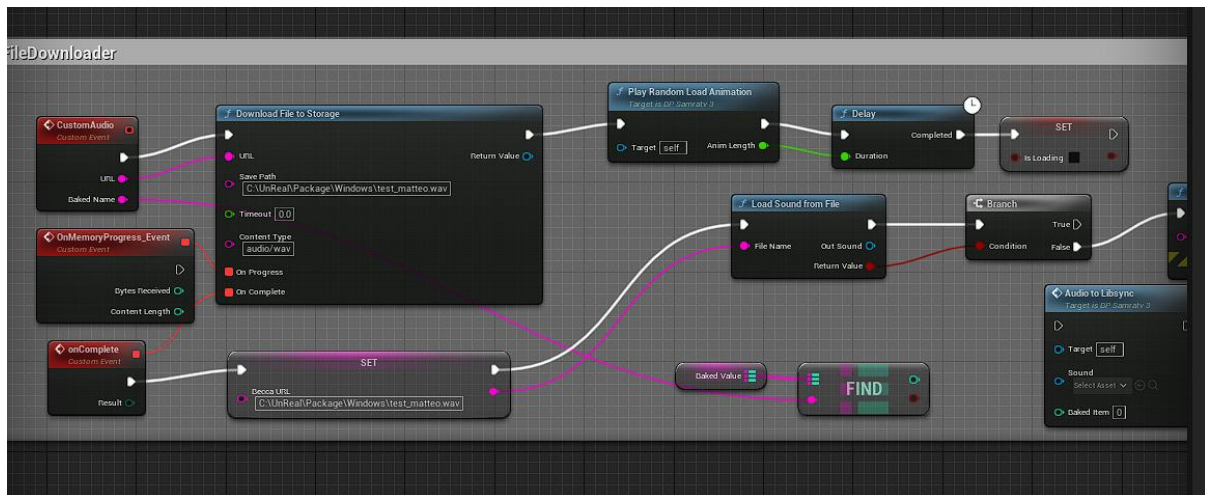 FileDownloader
CustomAudio
Custom Event
URL
Baked Name
Download File to Storage
URL
Return Value
Save Path
C:\UnReal\Package\Windows\test_matteo.wav
Timeout 0.0
Content Type
audio/wav
On Progress
On Complete
Play Random Load Animation
Target is BP Samratv 3
Target self
Anim Length
Delay
Completed
Duration
SET
Is Loading
OnMemoryProgress_Event
Custom Event
Bytes Received
Content Length
Load Sound from File
File Name
Out Sound
Return Value
Branch
True
Condition
False
onComplete
Custom Event
Result
SET
Decca URL
C:\UnReal\Package\Windows\test_matteo.wav
Baked Value
FIND
Audio to Libsync
Target is BP Samratv 3
Target self
Sound
Select Asset
Baked Item 0